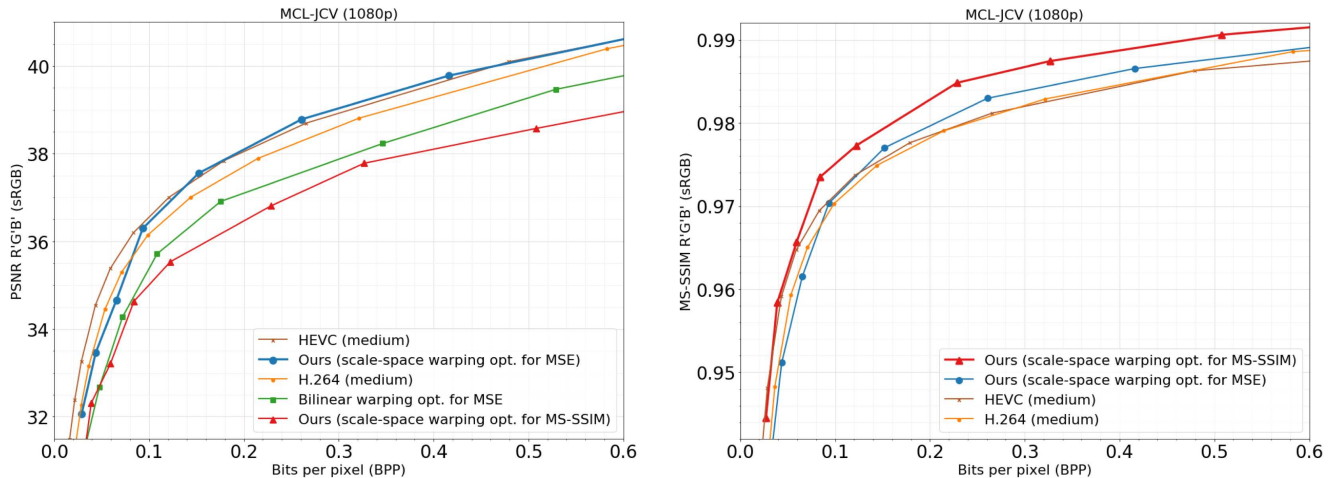 MCL-JCV (1080p)
PSNR R'G'B' (sRGB)
40
38
36
34
32
HEVC (medium)
Ours (scale-space warping opt. for MSE)
H.264 (medium)
Bilinear warping opt. for MSE
Ours (scale-space warping opt. for MS-SSIM)
0.0 0.1 0.2 0.3 0.4 0.5 0.6
Bits per pixel (BPP)
MCL-JCV (1080p)
MS-SSIM R'G'B' (sRGB)
0.99
0.98
0.97
0.96
0.95
Ours (scale-space warping opt. for MS-SSIM)
Ours (scale-space warping opt. for MSE)
HEVC (medium)
H.264 (medium)
0.0 0.1 0.2 0.3 0.4 0.5 0.6
Bits per pixel (BPP)